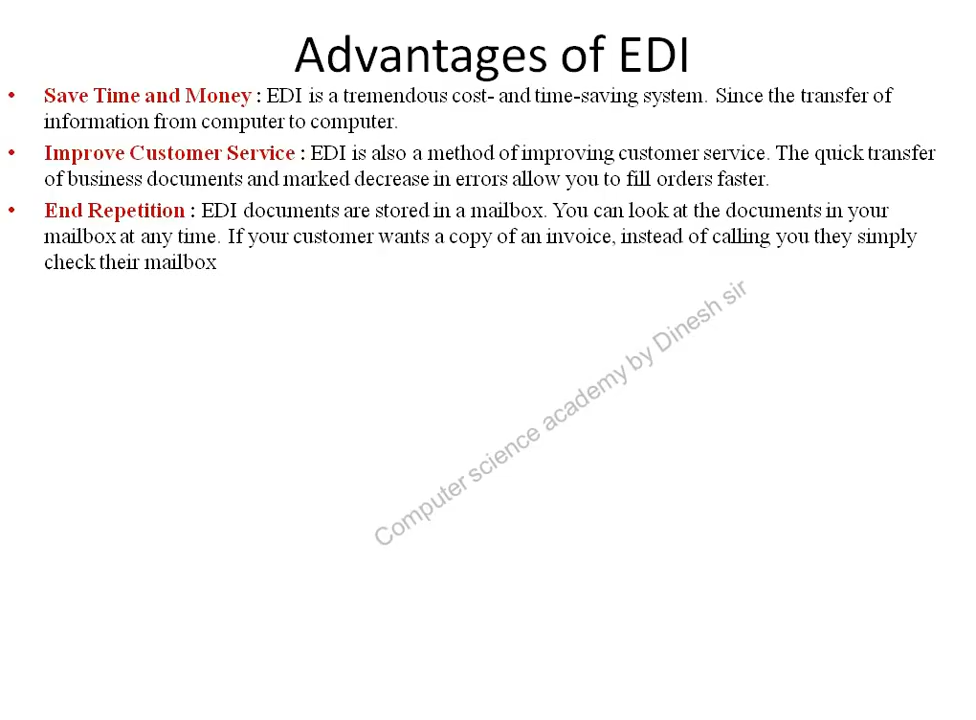 Advantages of EDI
• Save Time and Money : EDI is a tremendous cost- and time-saving system. Since the transfer of
information from computer to computer.
• Improve Customer Service : EDI is also a method of improving customer service. The quick transfer
of business documents and marked decrease in errors allow you to fill orders faster.
• End Repetition : EDI documents are stored in a mailbox. You can look at the documents in your
mailbox at any time. If your customer wants a copy of an invoice, instead of calling you they simply
check their mailbox
Computer science academy by Dinesh sir